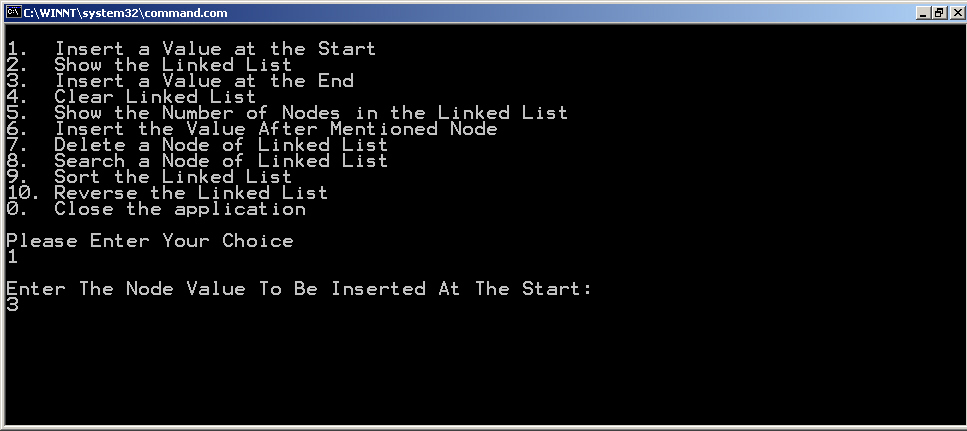 C:\WINNT\system32\command.com
1. Insert a Value at the Start
2. Show the Linked List
3. Insert a Value at the End
4. Clear Linked List
5. Show the Number of Nodes in the Linked List
6. Insert the Value After Mentioned Node
7. Delete a Node of Linked List
8. Search a Node of Linked List
9. Sort the Linked List
10. Reverse the Linked List
0. Close the application
Please Enter Your Choice
1
Enter The Node Value To Be Inserted At The Start:
3